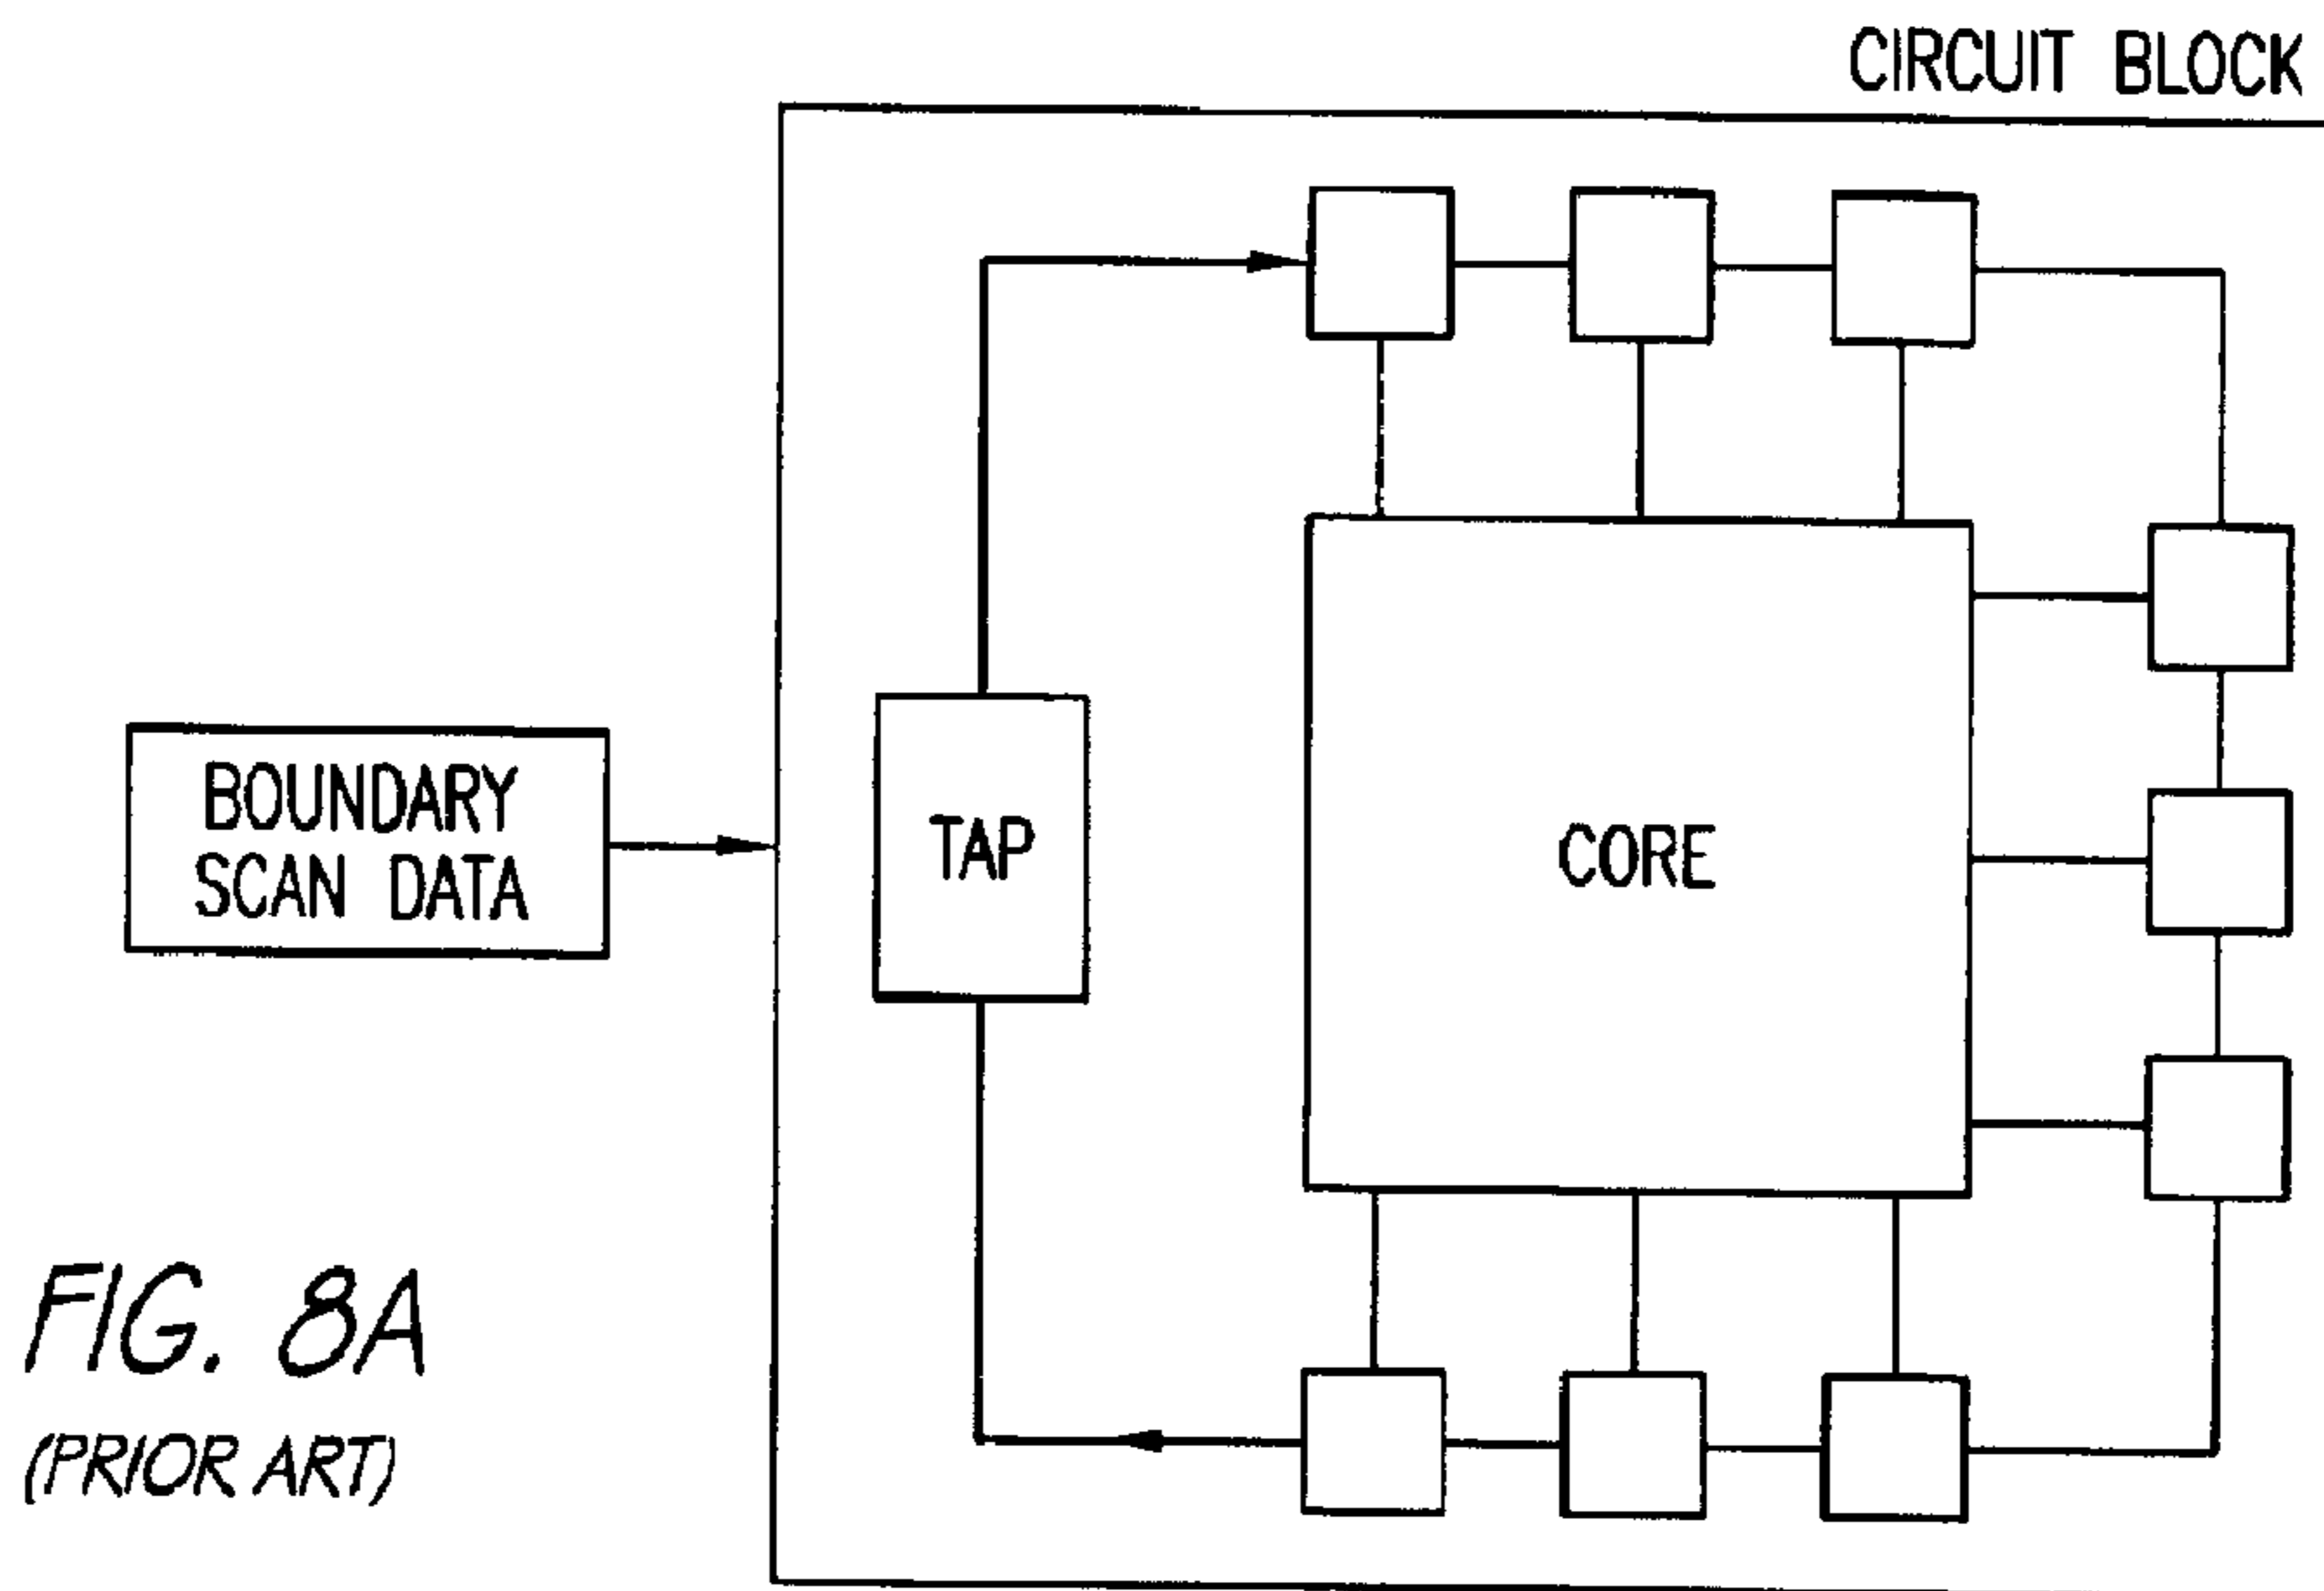 CIRCUIT BLOCK
BOUNDARY
SCAN DATA
TAP
CORE
FIG. 8A
(PRIOR ART)